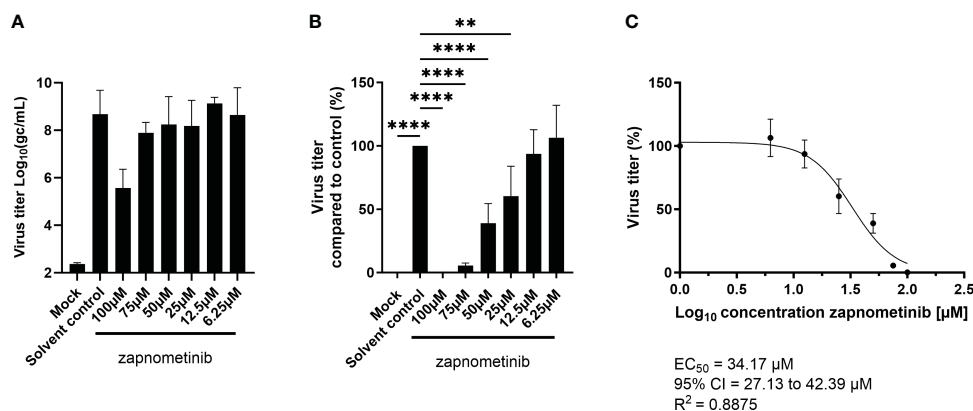 A
Virus titer Log10(gc/mL)
10
8
6
4
2
Mock
Solvent control
100µM
75µM
50µM
25µM
12.5µM
6.25µM
zapnometinib
B
Virus titer
compared to control (%)
150
100
50
0
**
****
****
****
****
Mock
Solvent control
100µM
75µM
50µM
25µM
12.5µM
6.25µM
zapnometinib
C
Virus titer (%)
150
100
50
0
0.0 0.5 1.0 1.5 2.0 2.5
Log10 concentration zapnometinib [µM]
EC50 = 34.17 µM
95% CI = 27.13 to 42.39 µM
R2 = 0.8875